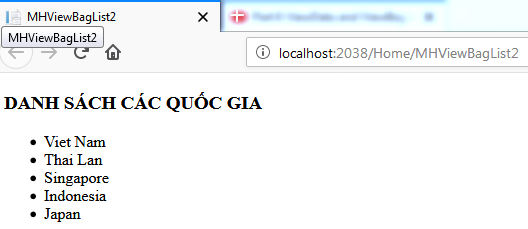 MHViewBagList2
MHViewBagList2
localhost:2038/Home/MHViewBagList2
DANH SÁCH CÁC QUỐC GIA
Viet Nam
Thai Lan
Singapore
Indonesia
Japan